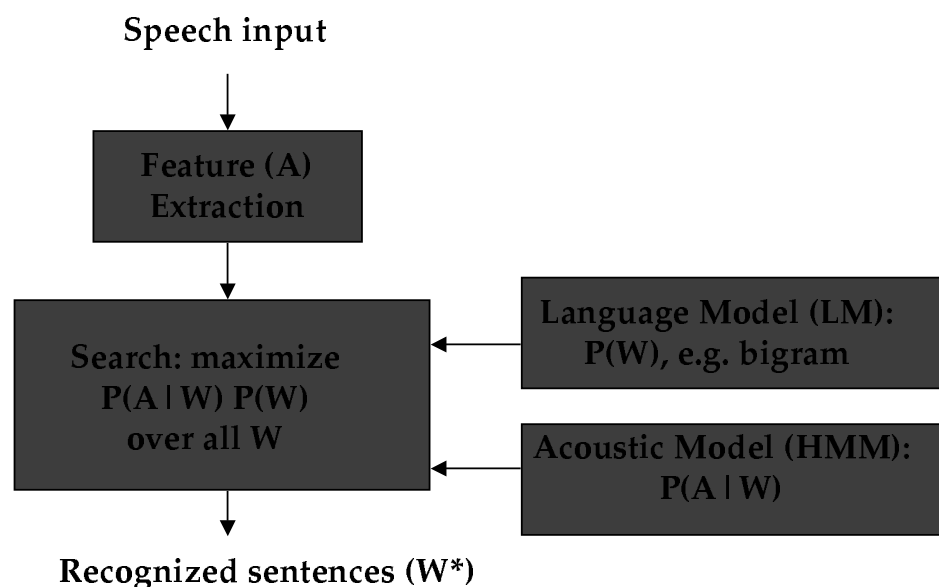 Speech input
Feature (A)
Extraction
Search: maximize
P(A|W) P(W)
over all W
Language Model (LM):
P(W), e.g. bigram
Acoustic Model (HMM):
P(A|W)
Recognized sentences (W*)